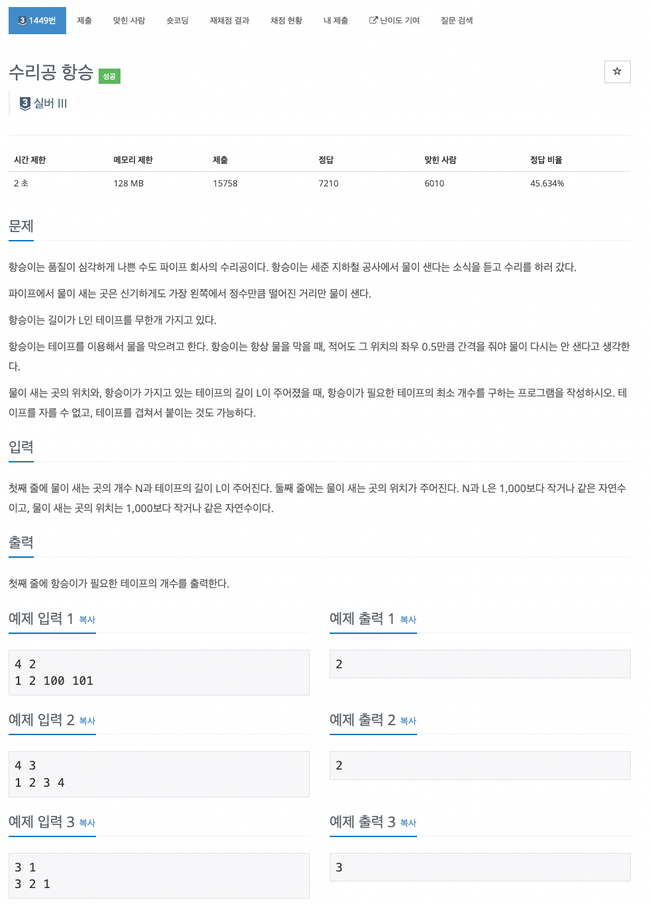 3 1449번 제출 맞힌 사람 숏코딩 재채점 결과 채점 현황 내 제출 난이도 기여 질문 검색
수리공 항승 성공
3 실버 III
시간 제한 메모리 제한 제출 정답 맞힌 사람 정답 비율
2 초 128 MB 15758 7210 6010 45.634%
문제
항승이는 품질이 심각하게 나쁜 수도 파이프 회사의 수리공이다. 항승이는 세준 지하철 공사에서 물이 샌다는 소식을 듣고 수리를 하러 갔다.
파이프에서 물이 새는 곳은 신기하게도 가장 왼쪽에서 정수만큼 떨어진 거리만 물이 샌다.
항승이는 길이가 L인 테이프를 무한개 가지고 있다.
항승이는 테이프를 이용해서 물을 막으려고 한다. 항승이는 항상 물을 막을 때, 적어도 그 위치의 좌우 0.5만큼 간격을 줘야 물이 다시는 안 샌다고 생각한
다.
물이 새는 곳의 위치와, 항승이가 가지고 있는 테이프의 길이 L이 주어졌을 때, 항승이가 필요한 테이프의 최소 개수를 구하는 프로그램을 작성하시오. 테
이프를 자를 수 없고, 테이프를 겹쳐서 붙이는 것도 가능하다.
입력
첫째 줄에 물이 새는 곳의 개수 N과 테이프의 길이 L이 주어진다. 둘째 줄에는 물이 새는 곳의 위치가 주어진다. N과 L은 1,000보다 작거나 같은 자연수
이고, 물이 새는 곳의 위치는 1,000보다 작거나 같은 자연수이다.
출력
첫째 줄에 항승이가 필요한 테이프의 개수를 출력한다.
예제 입력 1 복사
4 2
1 2 100 101
예제 출력 1 복사
2
예제 입력 2 복사
4 3
1 2 3 4
예제 출력 2 복사
2
예제 입력 3 복사
3 1
3 2 1
예제 출력 3 복사
3